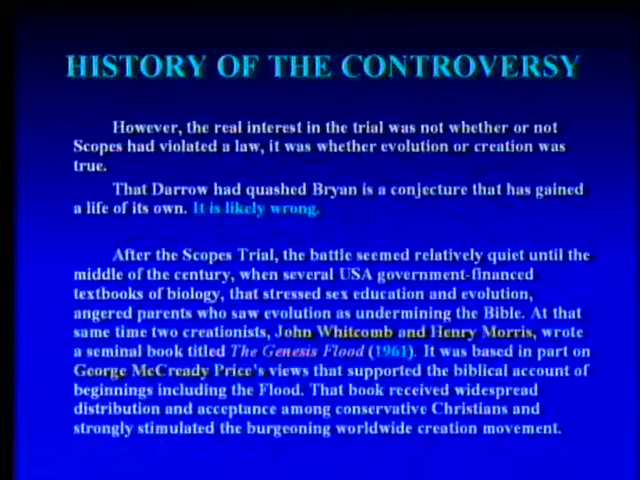 HISTORY OF THE CONTROVERSY
However, the real interest in the trial was not whether or not
Scopes had violated a law, it was whether evolution or creation was
true.
That Darrow had quashed Bryan is a conjecture that has gained
a life of its own. It is likely wrong.
After the Scopes Trial, the battle seemed relatively quiet until the
middle of the century, when several USA government-financed
textbooks of biology, that stressed sex education and evolution,
angered parents who saw evolution as undermining the Bible. At that
same time two creationists, John Whitcomb and Henry Morris, wrote
a seminal book titled The Genesis Flood (1961). It was based in part on
George McCready Price's views that supported the biblical account of
beginnings including the Flood. That book received widespread
distribution and acceptance among conservative Christians and
strongly stimulated the burgeoning worldwide creation movement.